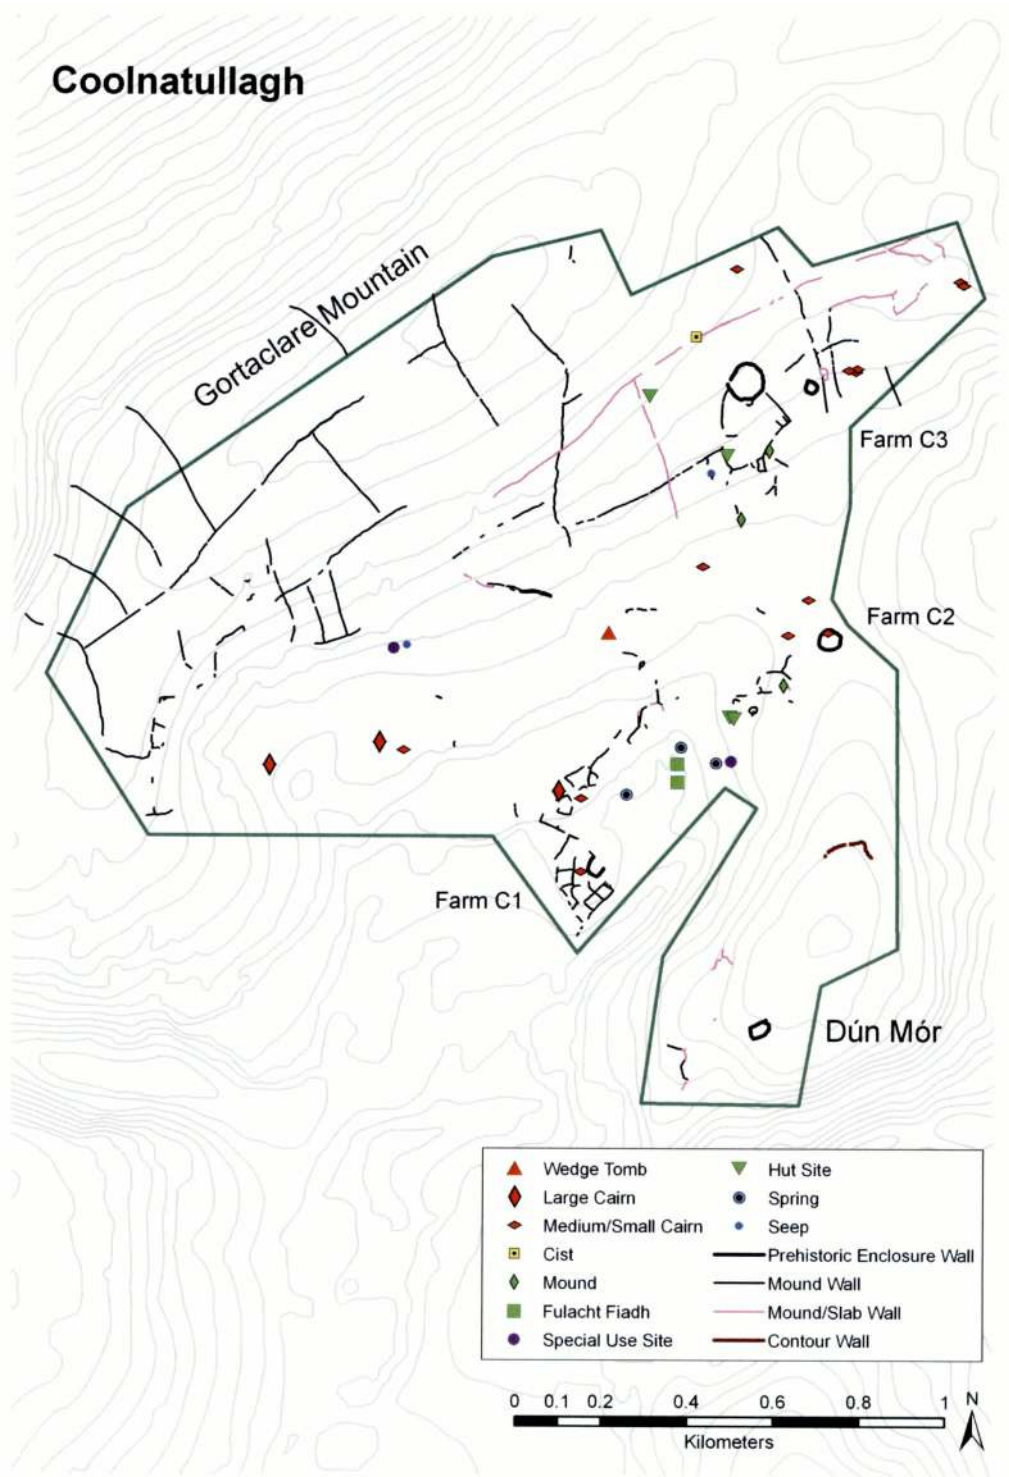 Coolnatullagh
Gortaclare Mountain
Farm C3
Farm C2
Farm C1
Dún Mór
Wedge Tomb
Large Cairn
Medium/Small Cairn
Cist
Mound
Fulacht Fiadh
Special Use Site
Hut Site
Spring
Seep
Prehistoric Enclosure Wall
Mound Wall
Mound/Slab Wall
Contour Wall
0 0.1 0.2 0.4 0.6 0.8 1
Kilometers
N